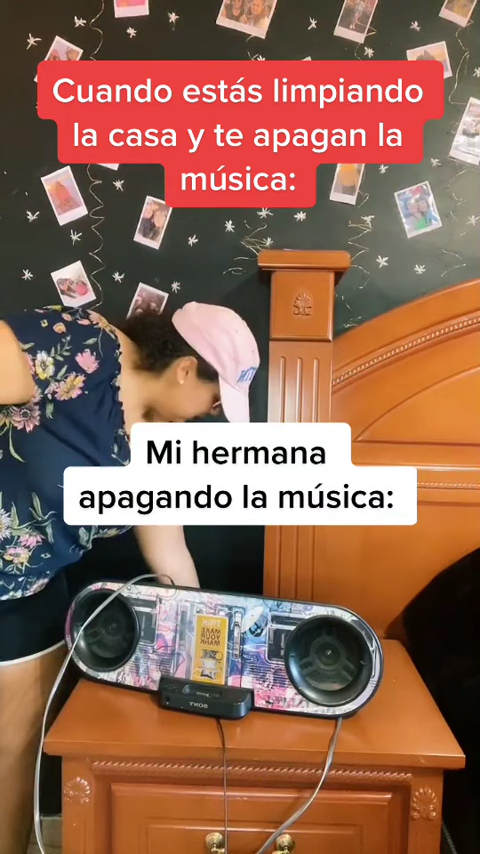 Cuando estás limpiando
la casa y te apagan la
música:
Mi hermana
apagando la música:
SONY